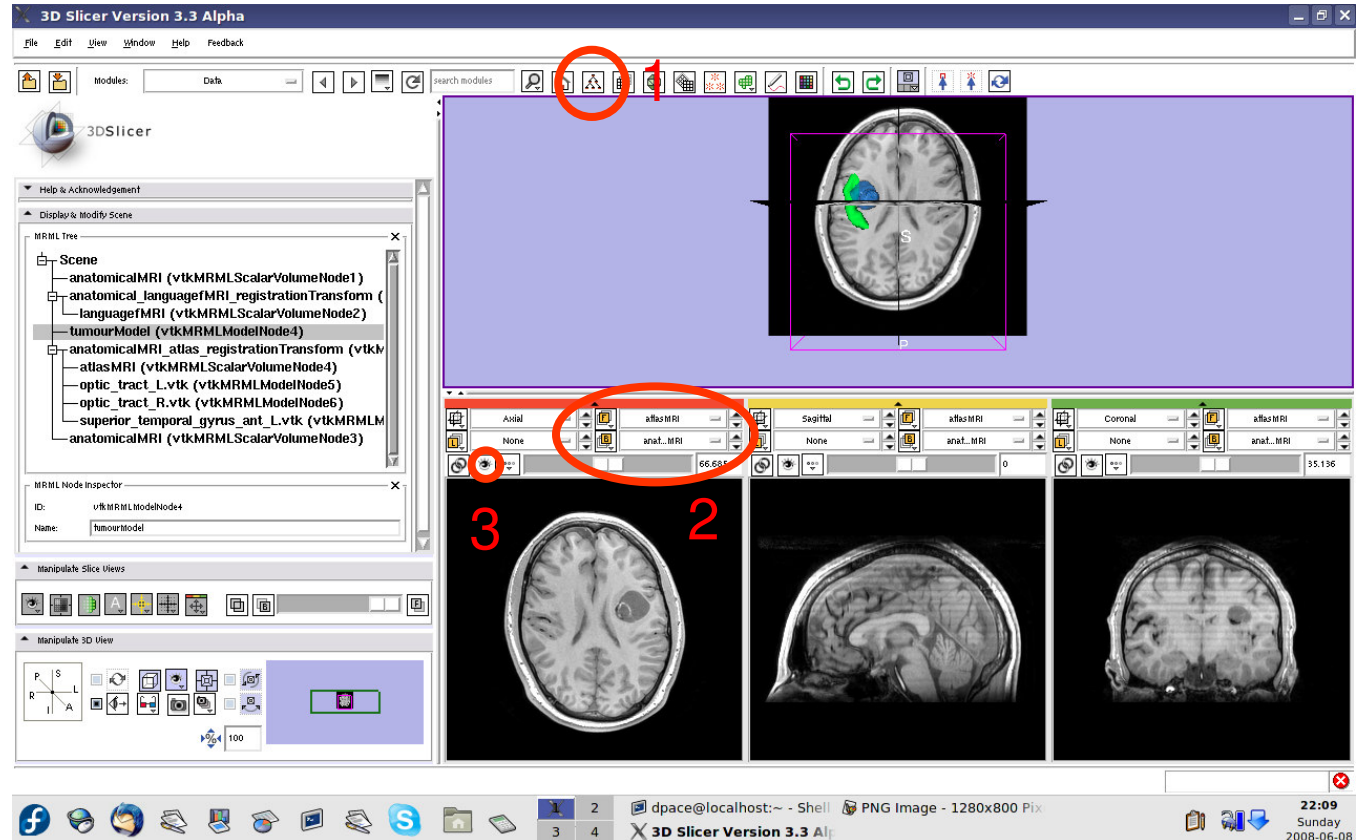 3D Slicer Version 3.3 Alpha
File Edit View Window Help Feedback
Modules: Data search modules
1
3DSlicer
Help & Acknowledgement
Display & Modify Scene
MRML Tree
Scene
anatomicalMRI (vtkMRMLScalarVolumeNode1)
anatomical_languagefMRI_registrationTransform (
languagefMRI (vtkMRMLScalarVolumeNode2)
tumourModel (vtkMRMLModelNode4)
anatomicalMRI_atlas_registrationTransform (vtkM
atlasMRI (vtkMRMLScalarVolumeNode4)
optic_tract_L.vtk (vtkMRMLModelNode5)
optic_tract_R.vtk (vtkMRMLModelNode6)
superior_temporal_gyrus_ant_L.vtk (vtkMRMLM
anatomicalMRI (vtkMRMLScalarVolumeNode3)
MRML Node Inspector
ID: vtkMRMLModelNode4
Name: tumourModel
Manipulate Slice Views
Manipulate 3D View
P S
R L
I A
100
S
P
Axial atlasMRI
None anat...MRI
66.685
Sagittal atlasMRI
None anat...MRI
0
Coronal atlasMRI
None anat...MRI
35.136
3 2
1 2
3 4
dpace@localhost:~ - Shell
PNG Image - 1280x800 Pix
3D Slicer Version 3.3 Alp
22:09
Sunday
2008-06-08